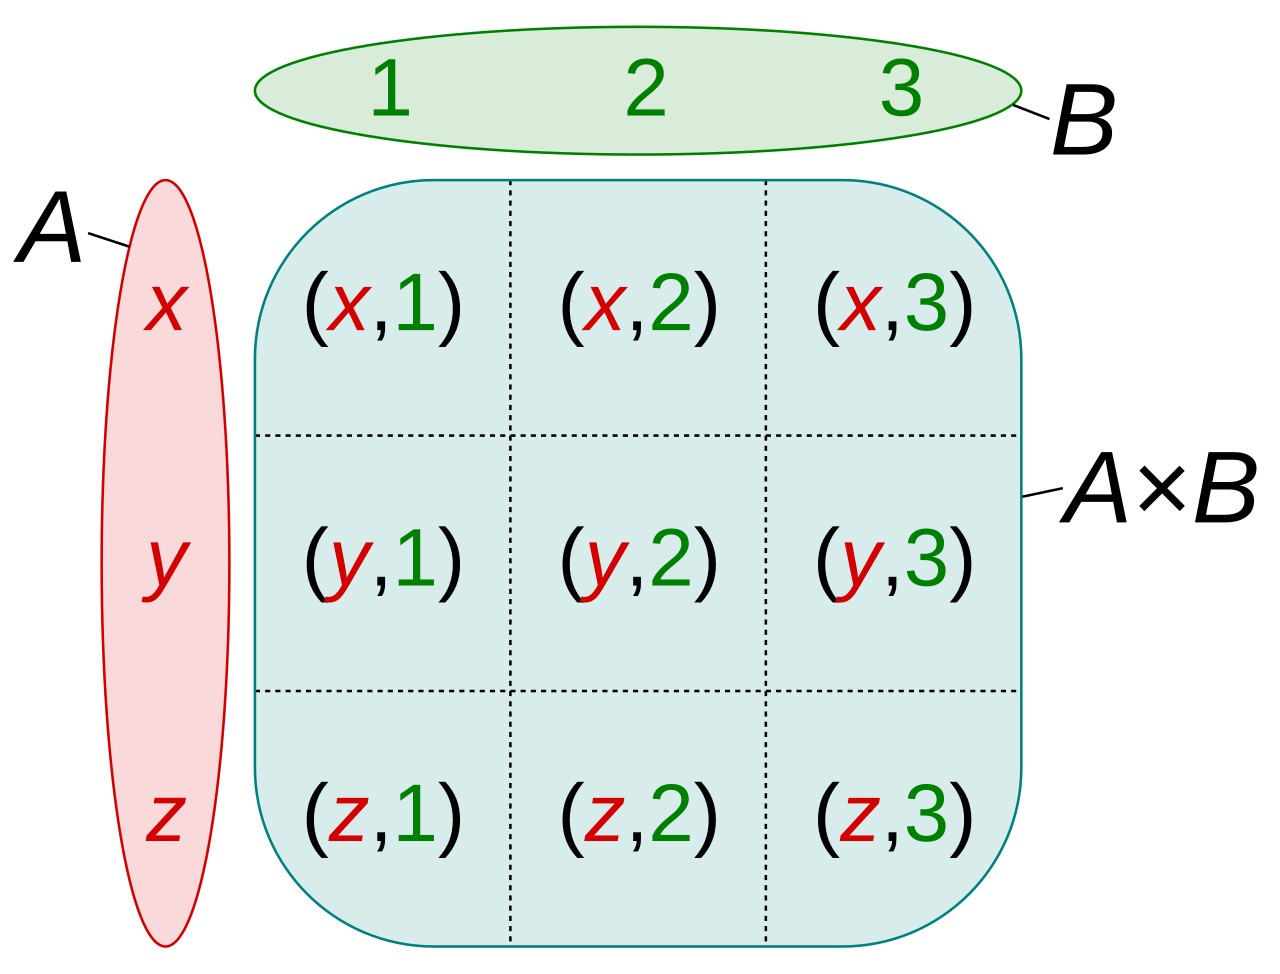 1 2 3
B
A
x (x,1) (x,2) (x,3)
A×B
y (y,1) (y,2) (y,3)
z (z,1) (z,2) (z,3)